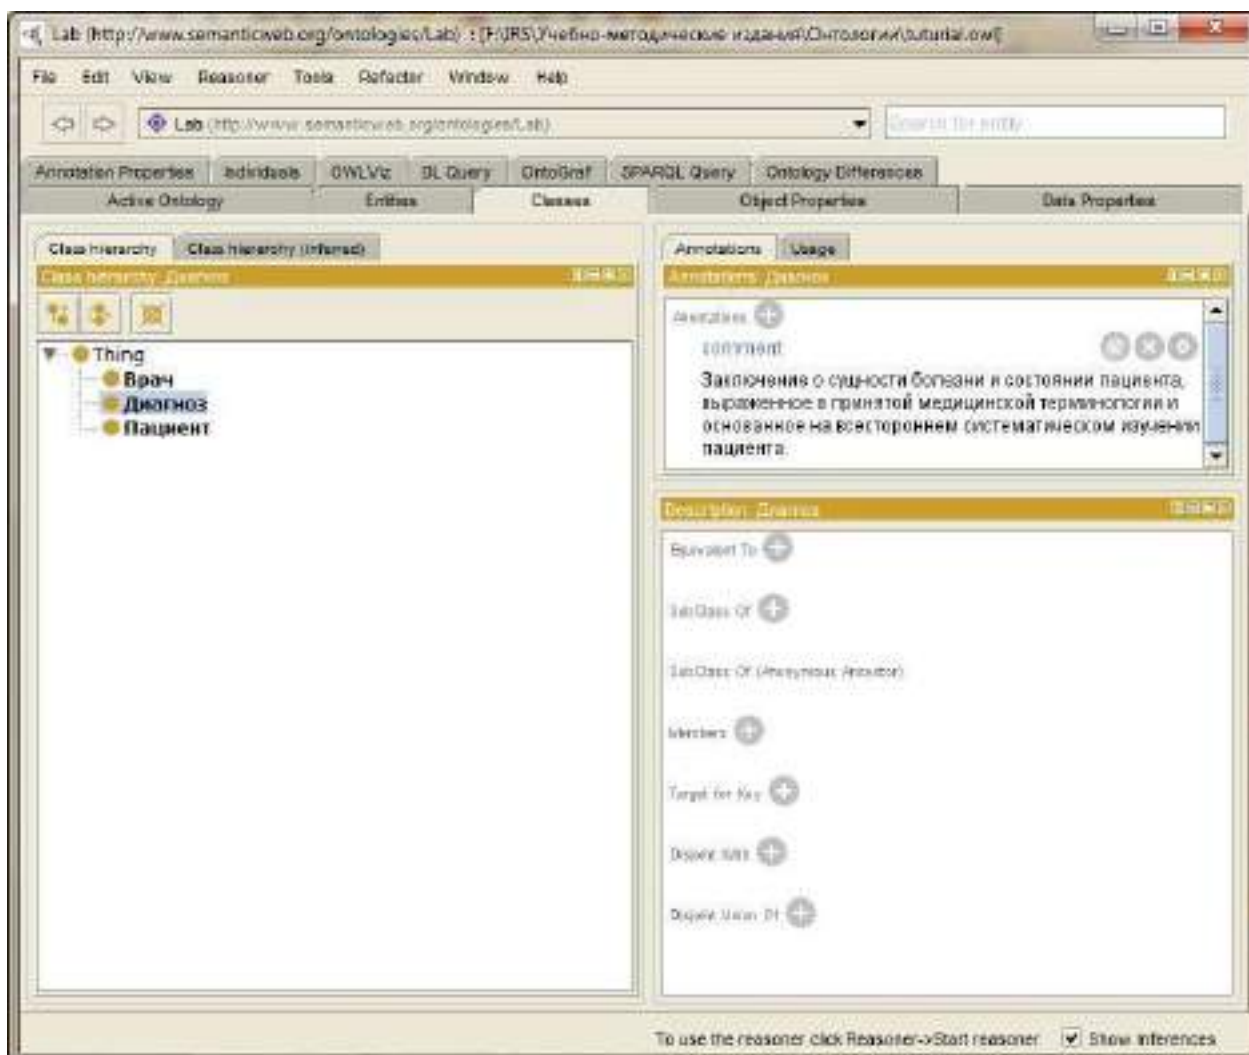 Lab (http://www.semanticweb.org/ontologies/Lab) : [F:\IRS\Учебно-методические издания\Онтологии\tuturial.owl]
File Edit View Reasoner Tools Refactor Window Help
Lab (http://www.semanticweb.org/ontologies/Lab)
Search for entity
Annotation Properties Individuals OWLViz DL Query OntoGraf SPARQL Query Ontology Differences
Active Ontology Entities Classes Object Properties Data Properties
Class hierarchy Class hierarchy (inferred)
Class hierarchy: Диагноз
Thing
Врач
Диагноз
Пациент
Annotations Usage
Annotations: Диагноз
Annotations
comment
Заключение о сущности болезни и состоянии пациента,
выраженное в принятой медицинской терминологии и
основанное на всестороннем систематическом изучении
пациента.
Description: Диагноз
Equivalent To
SubClass Of
SubClass Of (Anonymous Ancestor)
Members
Target for Key
Disjoint With
Disjoint Union Of
To use the reasoner click Reasoner->Start reasoner Show Inferences